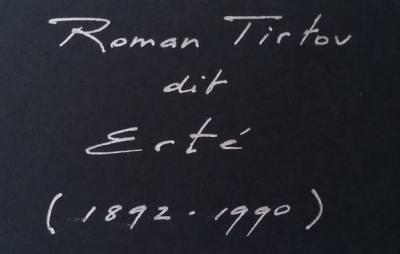 Roman Tirtov
dit
Erté
(1892.1990)